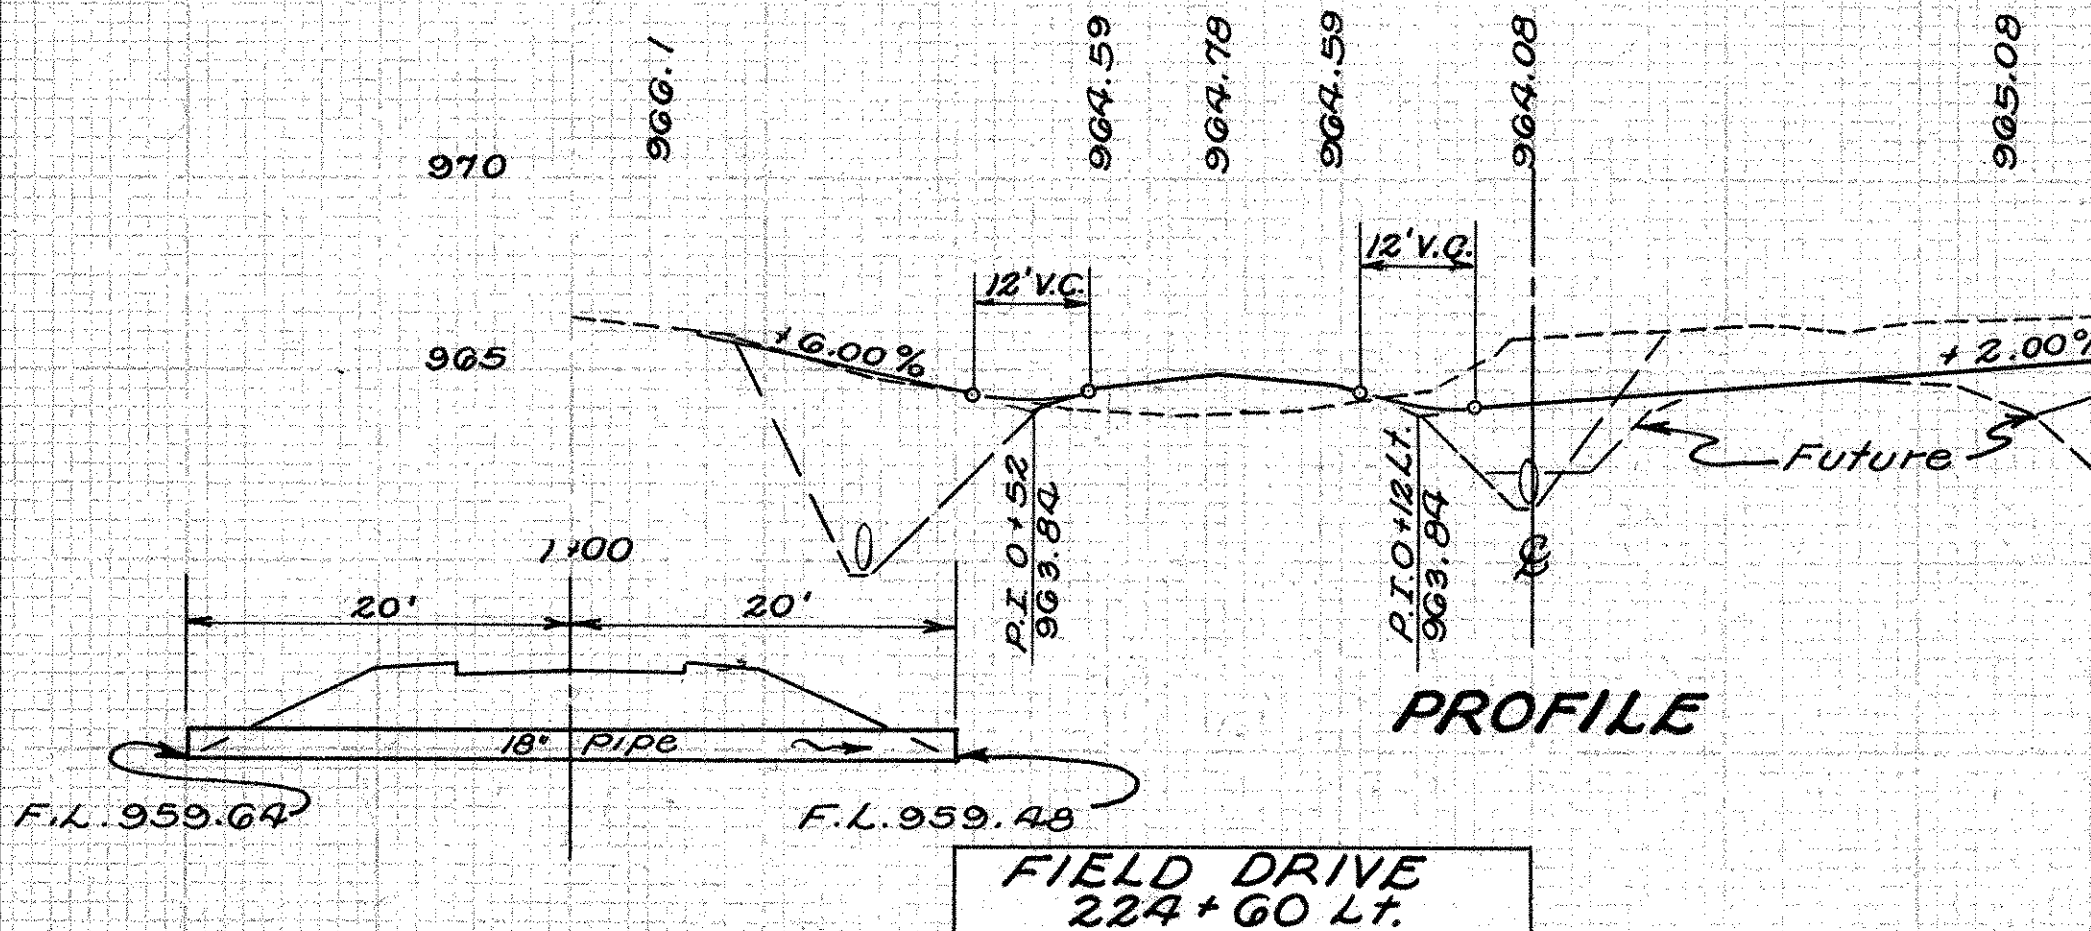 966.1
964.59
964.78
964.59
964.08
965.08
970
12' V.C.
12' V.C.
965
+6.00%
+ 2.00%
Future
P.I. 0+52
963.84
P.I. 0+12 Lt.
963.84
℄
1+00
20'
20'
PROFILE
18" pipe
F.L. 959.64
F.L. 959.48
FIELD DRIVE
224+60 Lt.